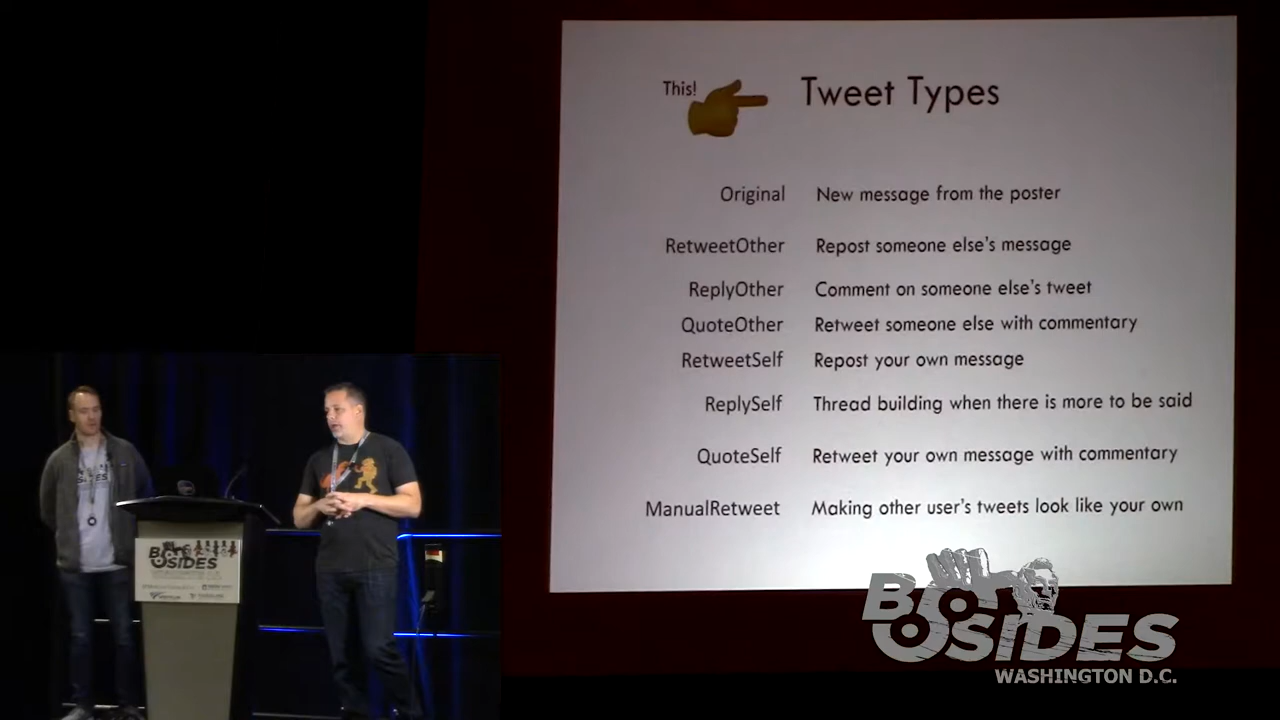 This!
Tweet Types
Original New message from the poster
RetweetOther Repost someone else's message
ReplyOther Comment on someone else's tweet
QuoteOther Retweet someone else with commentary
RetweetSelf Repost your own message
ReplySelf Thread building when there is more to be said
QuoteSelf Retweet your own message with commentary
ManualRetweet Making other user's tweets look like your own
BSIDES
WASHINGTON D.C.
BSIDES